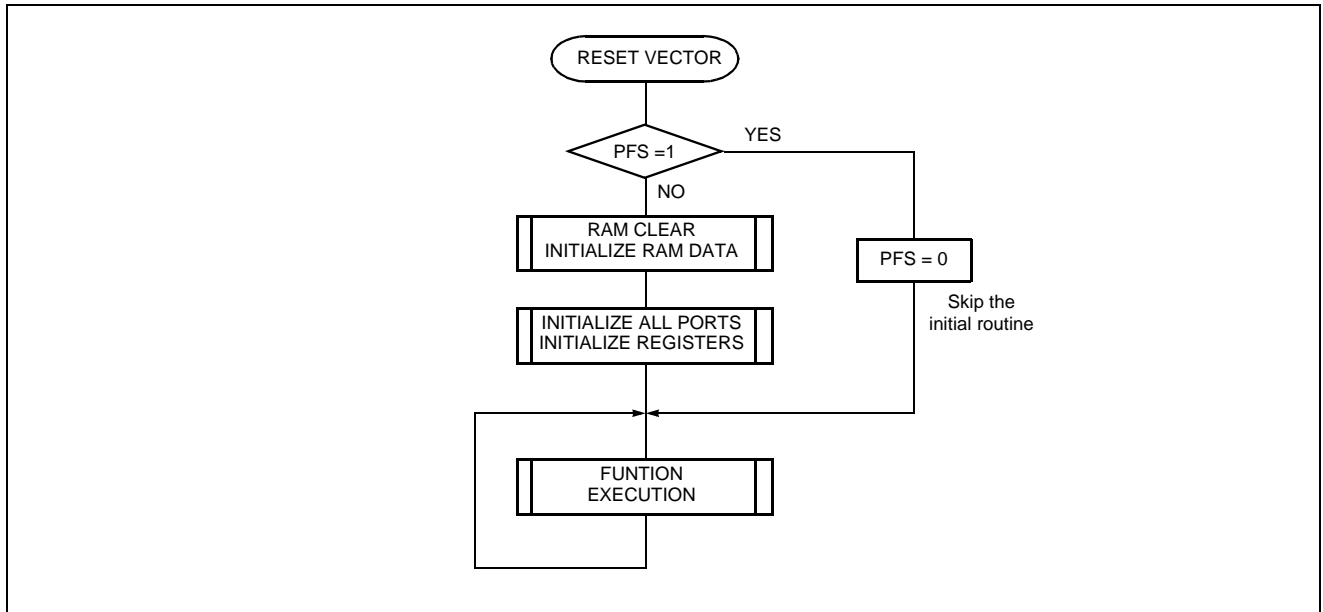 RESET VECTOR
YES
PFS =1
NO
RAM CLEAR
INITIALIZE RAM DATA
PFS = 0
Skip the
initial routine
INITIALIZE ALL PORTS
INITIALIZE REGISTERS
FUNTION
EXECUTION